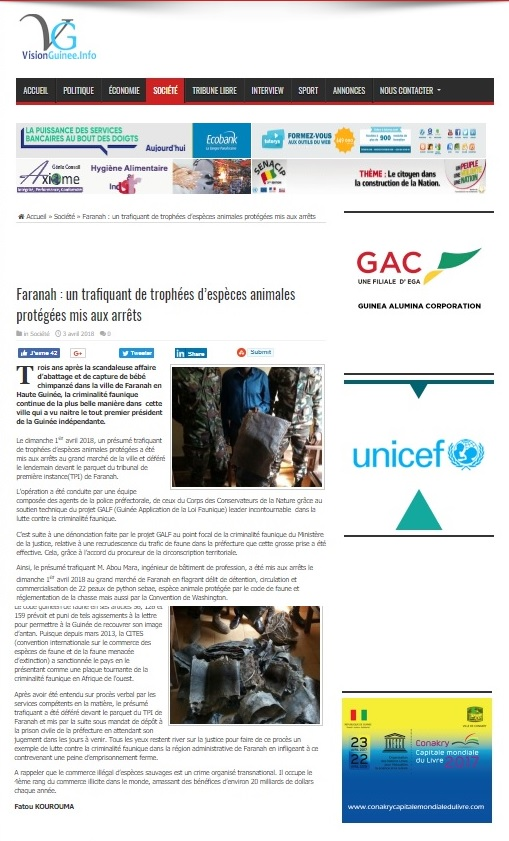 VG
VisionGuinee.Info
ACCUEIL POLITIQUE ÉCONOMIE SOCIÉTÉ TRIBUNE LIBRE INTERVIEW SPORT ANNONCES NOUS CONTACTER
LA PUISSANCE DES SERVICES
BANCAIRES AU BOUT DES DOIGTS
Aujourd'hui
Ecobank
FORMEZ-VOUS
AUX OUTILS DU WEB
Axiome
Hygiène Alimentaire
SENACIP
THÈME : Le citoyen dans
la construction de la Nation.
Accueil » Société » Faranah : un trafiquant de trophées d'espèces animales protégées mis aux arrêts
Faranah : un trafiquant de trophées d'espèces animales
protégées mis aux arrêts
in Société 3 avril 2018 0
J'aime 42 G+ Twitter Share Submit
Trois ans après la scandaleuse affaire
d'abattage et de capture de bébé
chimpanzé dans la ville de Faranah en
Haute Guinée, la criminalité faunique
continue de la plus belle manière dans cette
ville qui a vu naitre le tout premier président
de la Guinée indépendante.
Le dimanche 1er avril 2018, un présumé trafiquant
de trophées d'espèces animales protégées a été
mis aux arrêts au grand marché de la ville et déféré
le lendemain devant le parquet du tribunal de
première instance(TPI) de Faranah.
L'opération a été conduite par une équipe
composée des agents de la police préfectorale, de ceux du Corps des Conservateurs de la Nature grâce au
soutien technique du projet GALF (Guinée Application de la Loi Faunique) leader incontournable dans la
lutte contre la criminalité faunique.
C'est suite à une dénonciation faite par le projet GALF au point focal de la criminalité faunique du Ministère
de la justice, relative à une recrudescence du trafic de faune dans la préfecture que cette grosse prise a été
effective. Cela, grâce à l'accord du procureur de la circonscription territoriale.
Ainsi, le présumé trafiquant M. Abou Mara, ingénieur de bâtiment de profession, a été mis aux arrêts le
dimanche 1er avril 2018 au grand marché de Faranah en flagrant délit de détention, circulation et
commercialisation de 22 peaux de python sebae, espèce animale protégée par le code de faune et
réglementation de la chasse mais aussi par la Convention de Washington.
Le code guinéen de faune en ses articles 56, 128 et
159 prévoit et puni de tels agissements à la lettre
pour permettre à la Guinée de recouvrer son image
d'antan. Puisque depuis mars 2013, la CITES
(convention internationale sur le commerce des
espèces de faune et de la faune menacée
d'extinction) a sanctionnée le pays en le
présentant comme une plaque tournante de la
criminalité faunique en Afrique de l'ouest.
Après avoir été entendu sur procès verbal par les
services compétents en la matière, le présumé
trafiquant a été déféré devant le parquet du TPI de
Faranah et mis par la suite sous mandat de dépôt à
la prison civile de la préfecture en attendant son
jugement dans les jours à venir. Tous les yeux restent river sur la justice pour faire de ce procès un
exemple de lutte contre la criminalité faunique dans la région administrative de Faranah en infligeant à ce
contrevenant une peine d'emprisonnement ferme.
A rappeler que le commerce illégal d'espèces sauvages est un crime organisé transnational. Il occupe le
4ème rang du commerce illicite dans le monde, amassant des bénéfices d'environ 20 milliards de dollars
chaque année.
Fatou KOUROUMA
GAC
UNE FILIALE D'EGA
GUINEA ALUMINA CORPORATION
unicef
23
22
Conakry
Capitale mondiale
du Livre 2017
www.conakrycapitalemondialedulivre.com